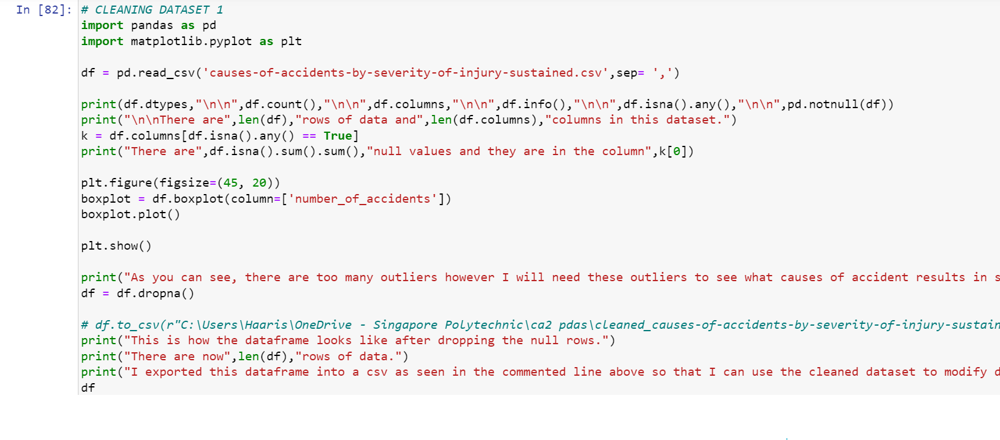 In [82]: # CLEANING DATASET 1
import pandas as pd
import matplotlib.pyplot as plt
df = pd.read_csv('causes-of-accidents-by-severity-of-injury-sustained.csv',sep= ',')
print(df.dtypes,"\n\n",df.count(),"\n\n",df.columns,"\n\n",df.info(),"\n\n",df.isna().any(),"\n\n",pd.notnull(df))
print("\n\nThere are",len(df),"rows of data and",len(df.columns),"columns in this dataset.")
k = df.columns[df.isna().any() == True]
print("There are",df.isna().sum().sum(),"null values and they are in the column",k[0])
plt.figure(figsize=(45, 20))
boxplot = df.boxplot(column=['number_of_accidents'])
boxplot.plot()
plt.show()
print("As you can see, there are too many outliers however I will need these outliers to see what causes of accident results in s
df = df.dropna()
# df.to_csv(r"C:\Users\Haaris\OneDrive - Singapore Polytechnic\ca2 pdas\cleaned_causes-of-accidents-by-severity-of-injury-sustain
print("This is how the dataframe looks like after dropping the null rows.")
print("There are now",len(df),"rows of data.")
print("I exported this dataframe into a csv as seen in the commented line above so that I can use the cleaned dataset to modify d
df